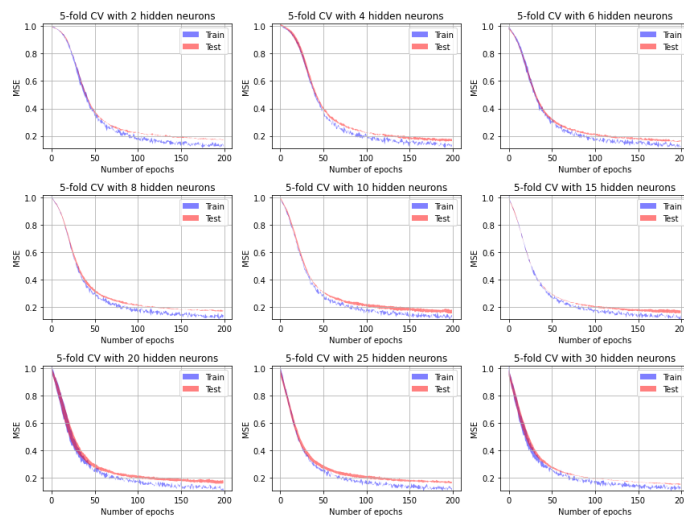 5-fold CV with 2 hidden neurons 5-fold CV with 4 hidden neurons 5-fold CV with 6 hidden neurons
1.0 1.0 1.0
Train Train Train
Test Test Test
0.8 0.8 0.8
MSE MSE MSE
0.6 0.6 0.6
0.4 0.4 0.4
0.2 0.2 0.2
0 50 100 150 200 0 50 100 150 200 0 50 100 150 200
Number of epochs Number of epochs Number of epochs
5-fold CV with 8 hidden neurons 5-fold CV with 10 hidden neurons 5-fold CV with 15 hidden neurons
1.0 1.0 1.0
Train Train Train
Test Test Test
0.8 0.8 0.8
MSE MSE MSE
0.6 0.6 0.6
0.4 0.4 0.4
0.2 0.2 0.2
0 50 100 150 200 0 50 100 150 200 0 50 100 150 200
Number of epochs Number of epochs Number of epochs
5-fold CV with 20 hidden neurons 5-fold CV with 25 hidden neurons 5-fold CV with 30 hidden neurons
1.0 1.0 1.0
Train Train Train
Test Test Test
0.8 0.8 0.8
MSE MSE MSE
0.6 0.6 0.6
0.4 0.4 0.4
0.2 0.2 0.2
0 50 100 150 200 0 50 100 150 200 0 50 100 150 200
Number of epochs Number of epochs Number of epochs